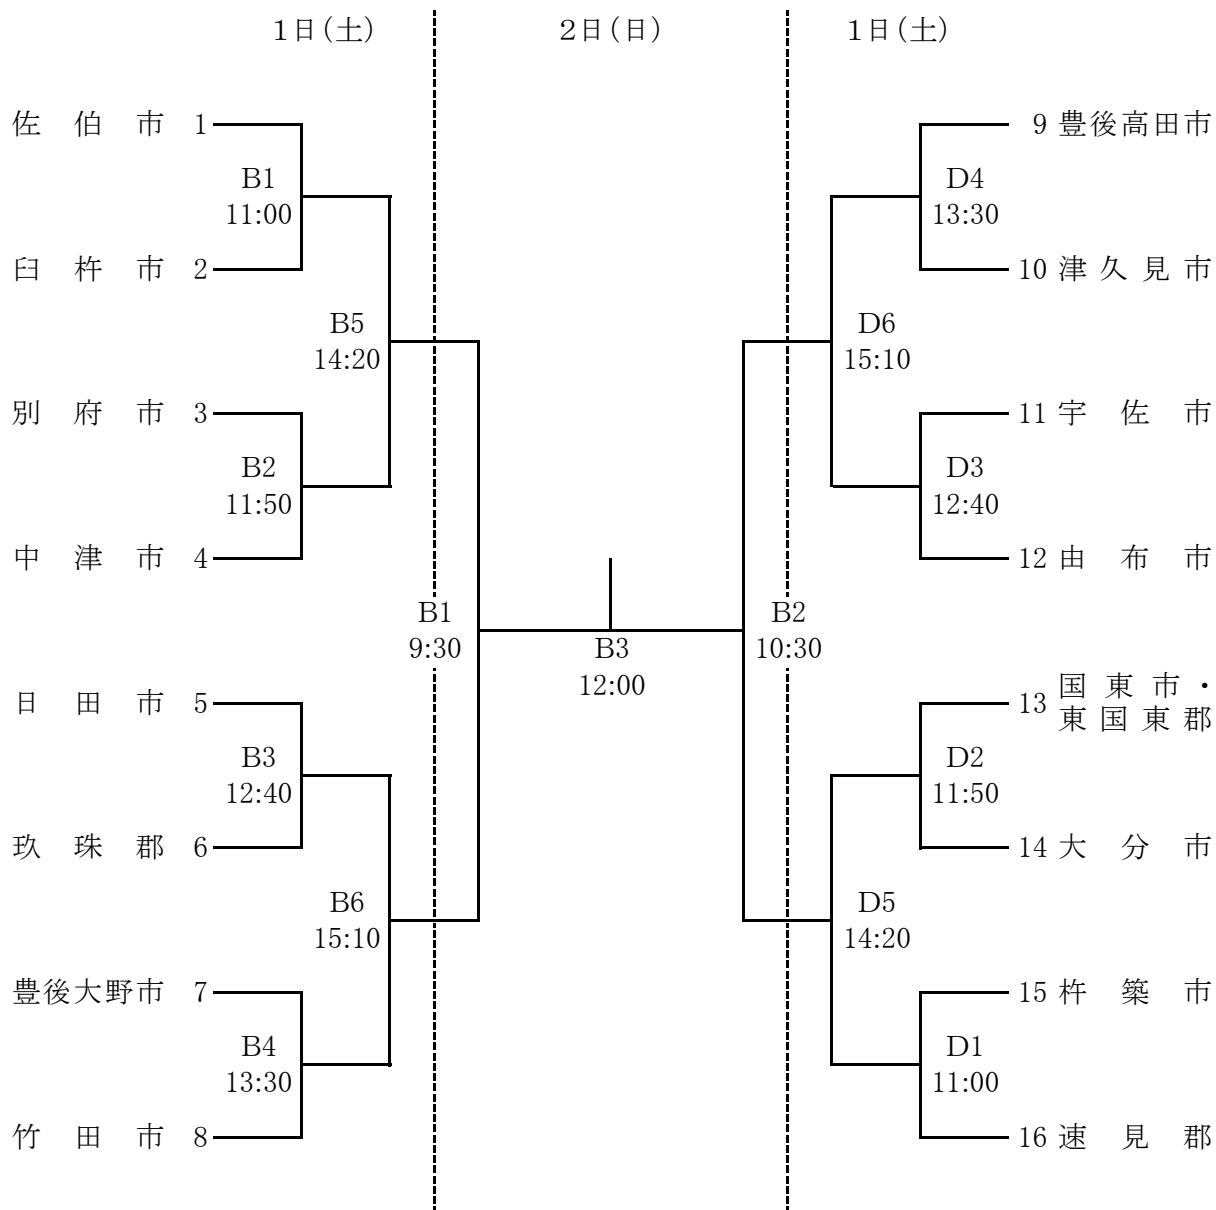 1日(土) 2日(日) 1日(土)
佐伯市 1
B1
11:00
臼杵市 2
B5
14:20
別府市 3
B2
11:50
中津市 4
B1
9:30
日田市 5
B3
12:40
玖珠郡 6
B6
15:10
豊後大野市 7
B4
13:30
竹田市 8
B3
12:00
9 豊後高田市
D4
13:30
10 津久見市
D6
15:10
11 宇佐市
D3
12:40
12 由布市
B2
10:30
13 国東市・
東国東郡
D2
11:50
14 大分市
D5
14:20
15 杵築市
D1
11:00
16 速見郡